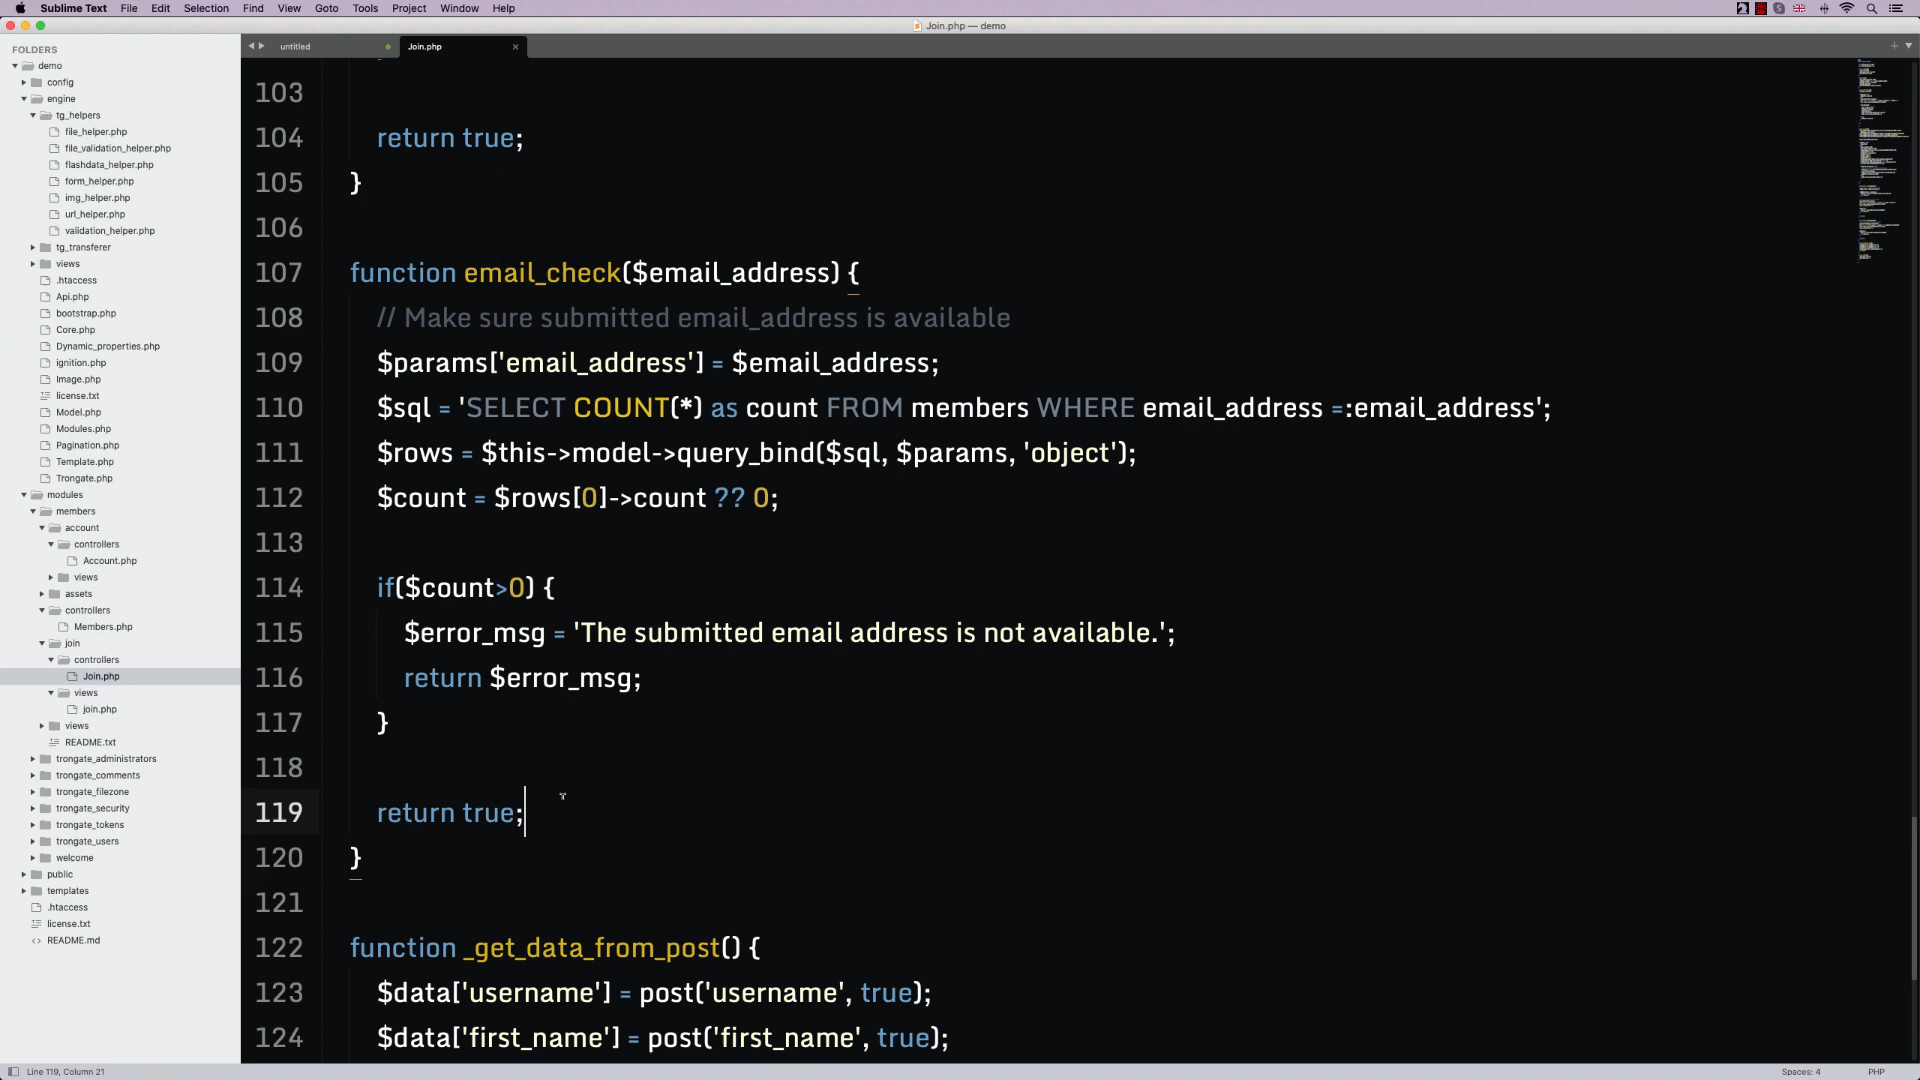 Sublime Text File Edit Selection Find View Goto Tools Project Window Help
Join.php — demo
FOLDERS
demo
config
engine
tg_helpers
file_helper.php
file_validation_helper.php
flashdata_helper.php
form_helper.php
img_helper.php
url_helper.php
validation_helper.php
tg_transferer
views
.htaccess
Api.php
bootstrap.php
Core.php
Dynamic_properties.php
ignition.php
Image.php
license.txt
Model.php
Modules.php
Pagination.php
Template.php
Trongate.php
modules
members
account
controllers
Account.php
views
assets
controllers
Members.php
join
controllers
Join.php
views
join.php
views
README.txt
trongate_administrators
trongate_comments
trongate_filezone
trongate_security
trongate_tokens
trongate_users
welcome
public
templates
.htaccess
license.txt
README.md
untitled Join.php
103
104 return true;
105 }
106
107 function email_check($email_address) {
108 // Make sure submitted email_address is available
109 $params['email_address'] = $email_address;
110 $sql = 'SELECT COUNT(*) as count FROM members WHERE email_address =:email_address';
111 $rows = $this->model->query_bind($sql, $params, 'object');
112 $count = $rows[0]->count ?? 0;
113
114 if($count>0) {
115 $error_msg = 'The submitted email address is not available.';
116 return $error_msg;
117 }
118
119 return true;
120 }
121
122 function _get_data_from_post() {
123 $data['username'] = post('username', true);
124 $data['first_name'] = post('first_name', true);
Line 119, Column 21 Spaces: 4 PHP